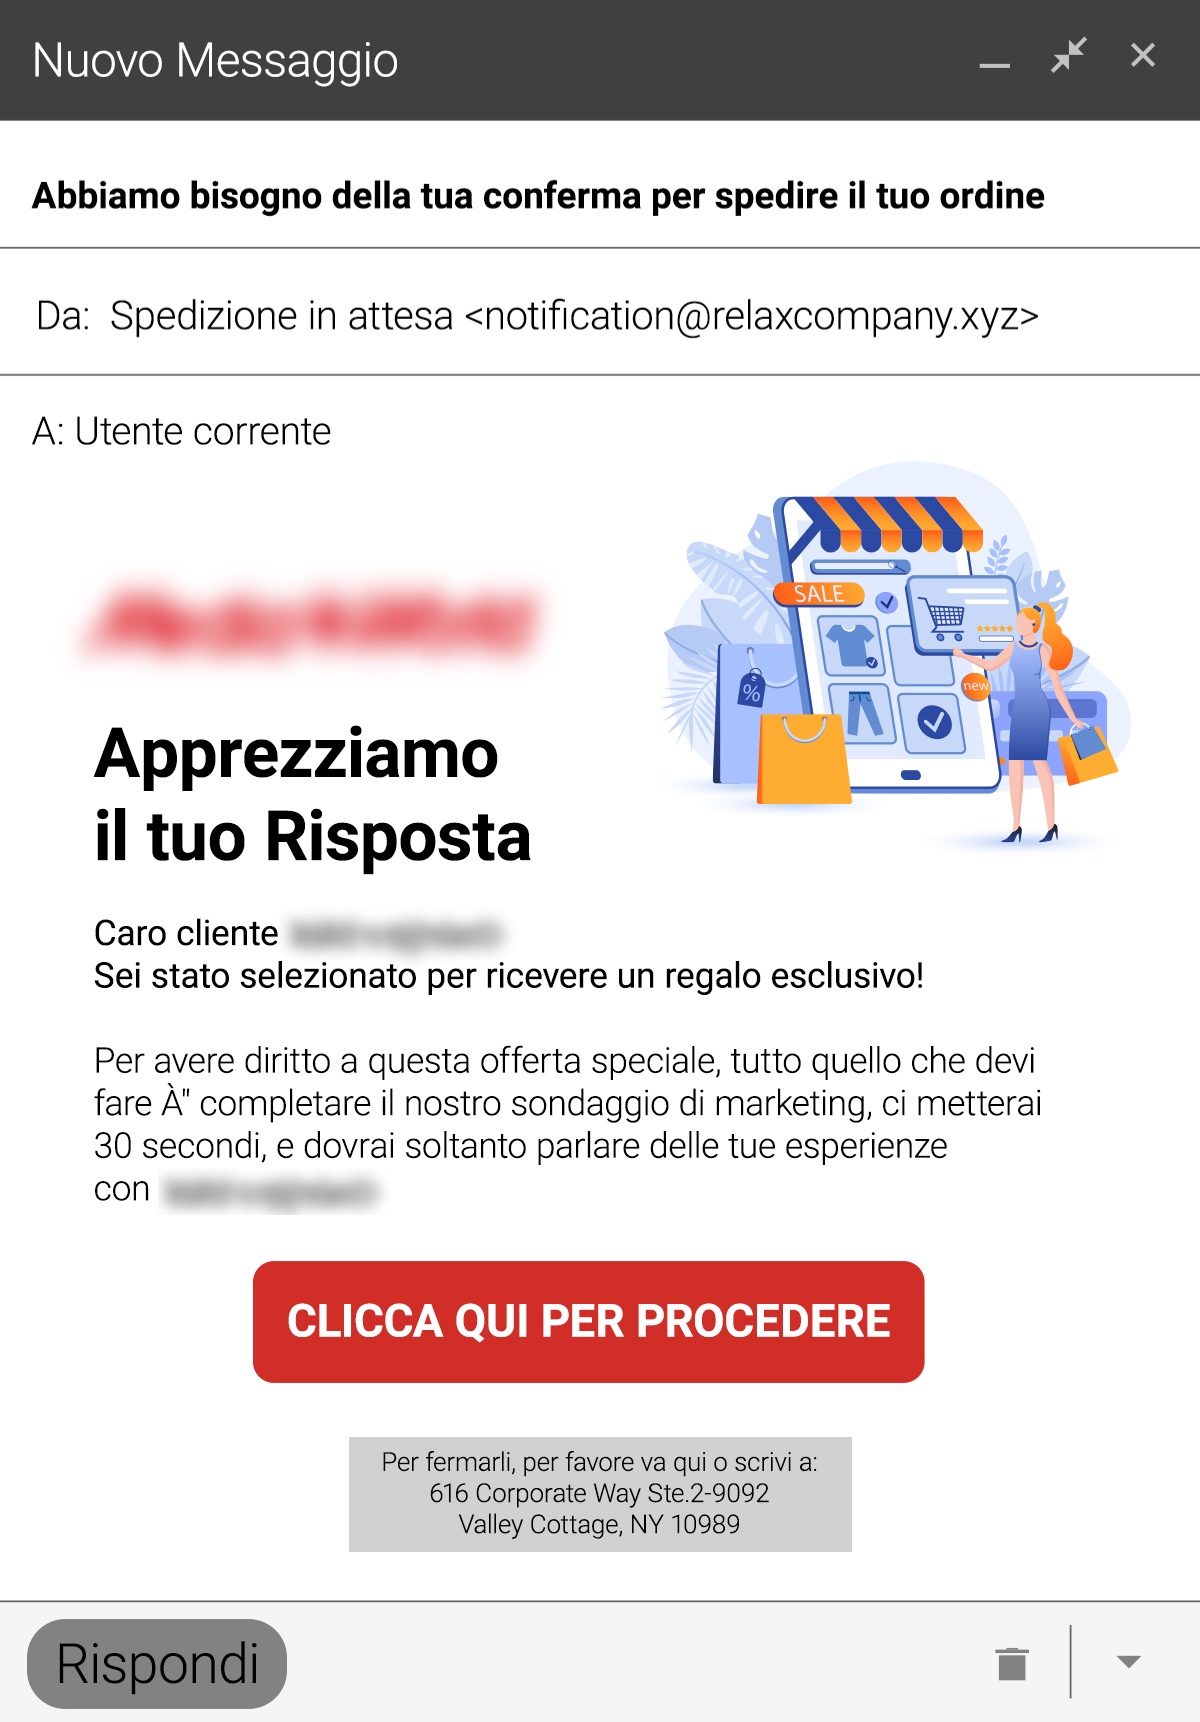 Nuovo Messaggio
Abbiamo bisogno della tua conferma per spedire il tuo ordine
Da: Spedizione in attesa <notification@relaxcompany.xyz>
A: Utente corrente
SALE
%
new
Apprezziamo
il tuo Risposta
Caro cliente
Sei stato selezionato per ricevere un regalo esclusivo!
Per avere diritto a questa offerta speciale, tutto quello che devi
fare À" completare il nostro sondaggio di marketing, ci metterai
30 secondi, e dovrai soltanto parlare delle tue esperienze
con
CLICCA QUI PER PROCEDERE
Per fermarli, per favore va qui o scrivi a:
616 Corporate Way Ste.2-9092
Valley Cottage, NY 10989
Rispondi